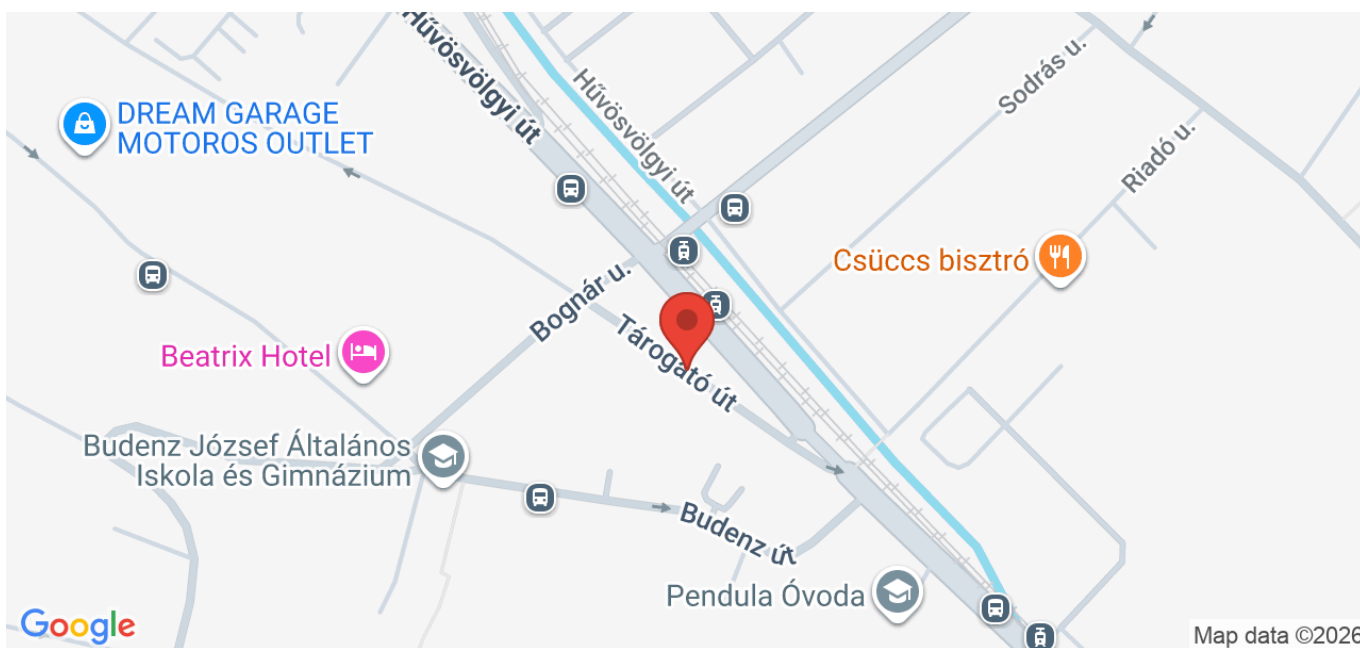 Hűvösvölgyi út
DREAM GARAGE
MOTOROS OUTLET
Hűvösvölgyi út
Sodrás u.
Riadó u.
Csüccs bisztró
Bognár u.
Tárogató út
Beatrix Hotel
Budenz József Általános
Iskola és Gimnázium
Budenz út
Pendula Óvoda
Google
Map data ©2026